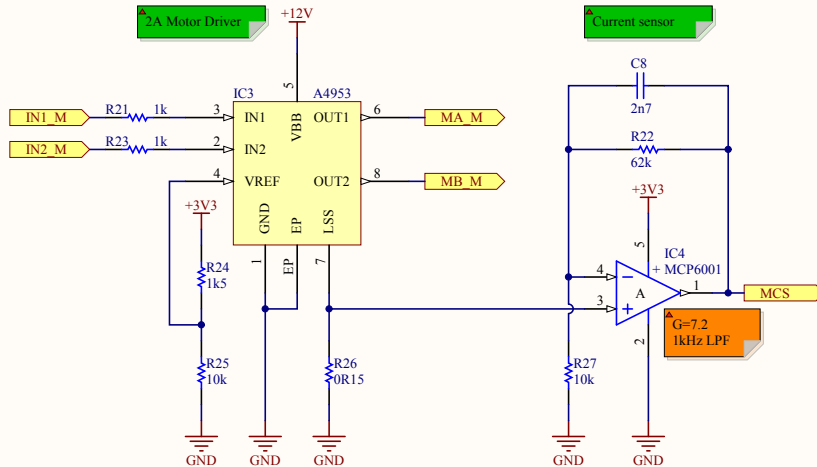 2A Motor Driver
Current sensor
+12V
C8
2n7
IC3
A4953
5
VBB
IN1_M
R21
1k
3
IN1
OUT1
6
MA_M
R22
62k
IN2_M
R23
1k
2
IN2
4
VREF
OUT2
8
MB_M
+3V3
+3V3
GND
EP
LSS
1
EP
7
5
IC4
+ MCP6001
R24
1k5
4
A
1
MCS
3
2
G=7.2
1kHz LPF
R25
10k
R26
0R15
R27
10k
GND
GND
GND
GND
GND